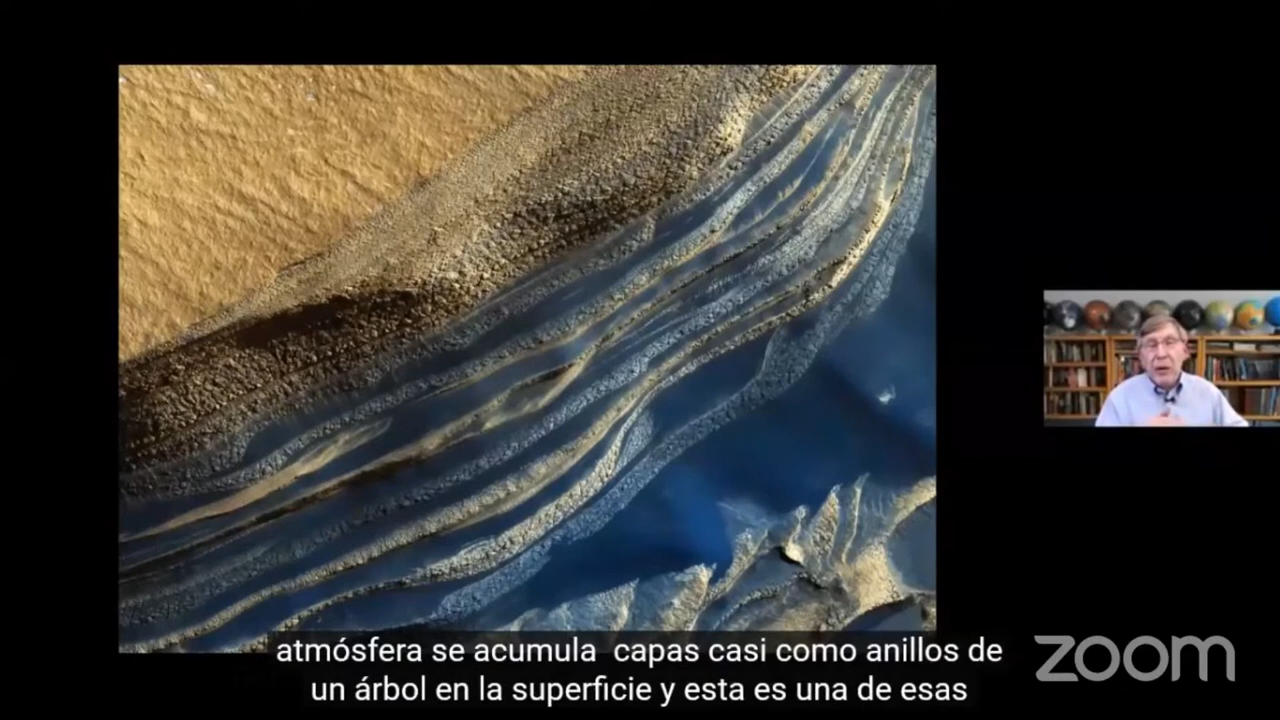 atmósfera se acumula  capas casi como anillos de
un árbol en la superficie y esta es una de esas
zoom